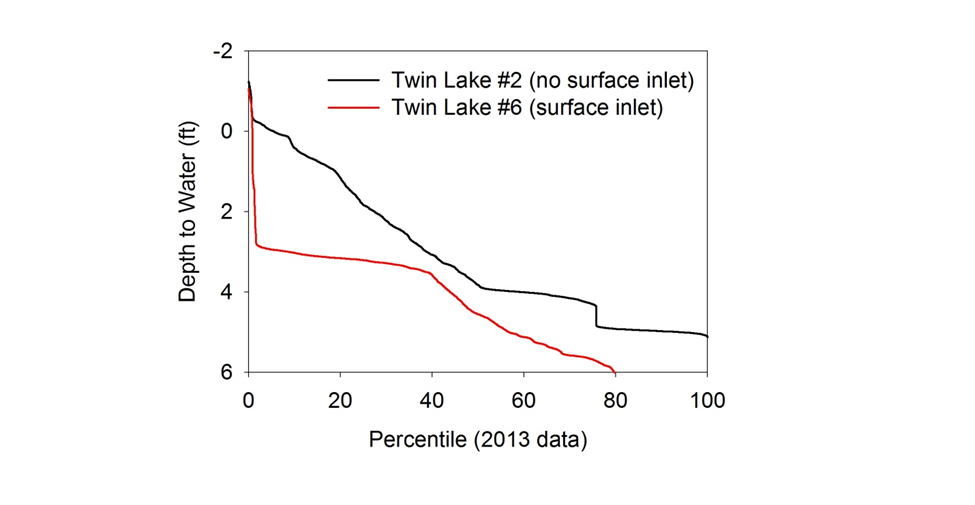 -2
Twin Lake #2 (no surface inlet)
Twin Lake #6 (surface inlet)
0
2
4
6
Depth to Water (ft)
0 20 40 60 80 100
Percentile (2013 data)